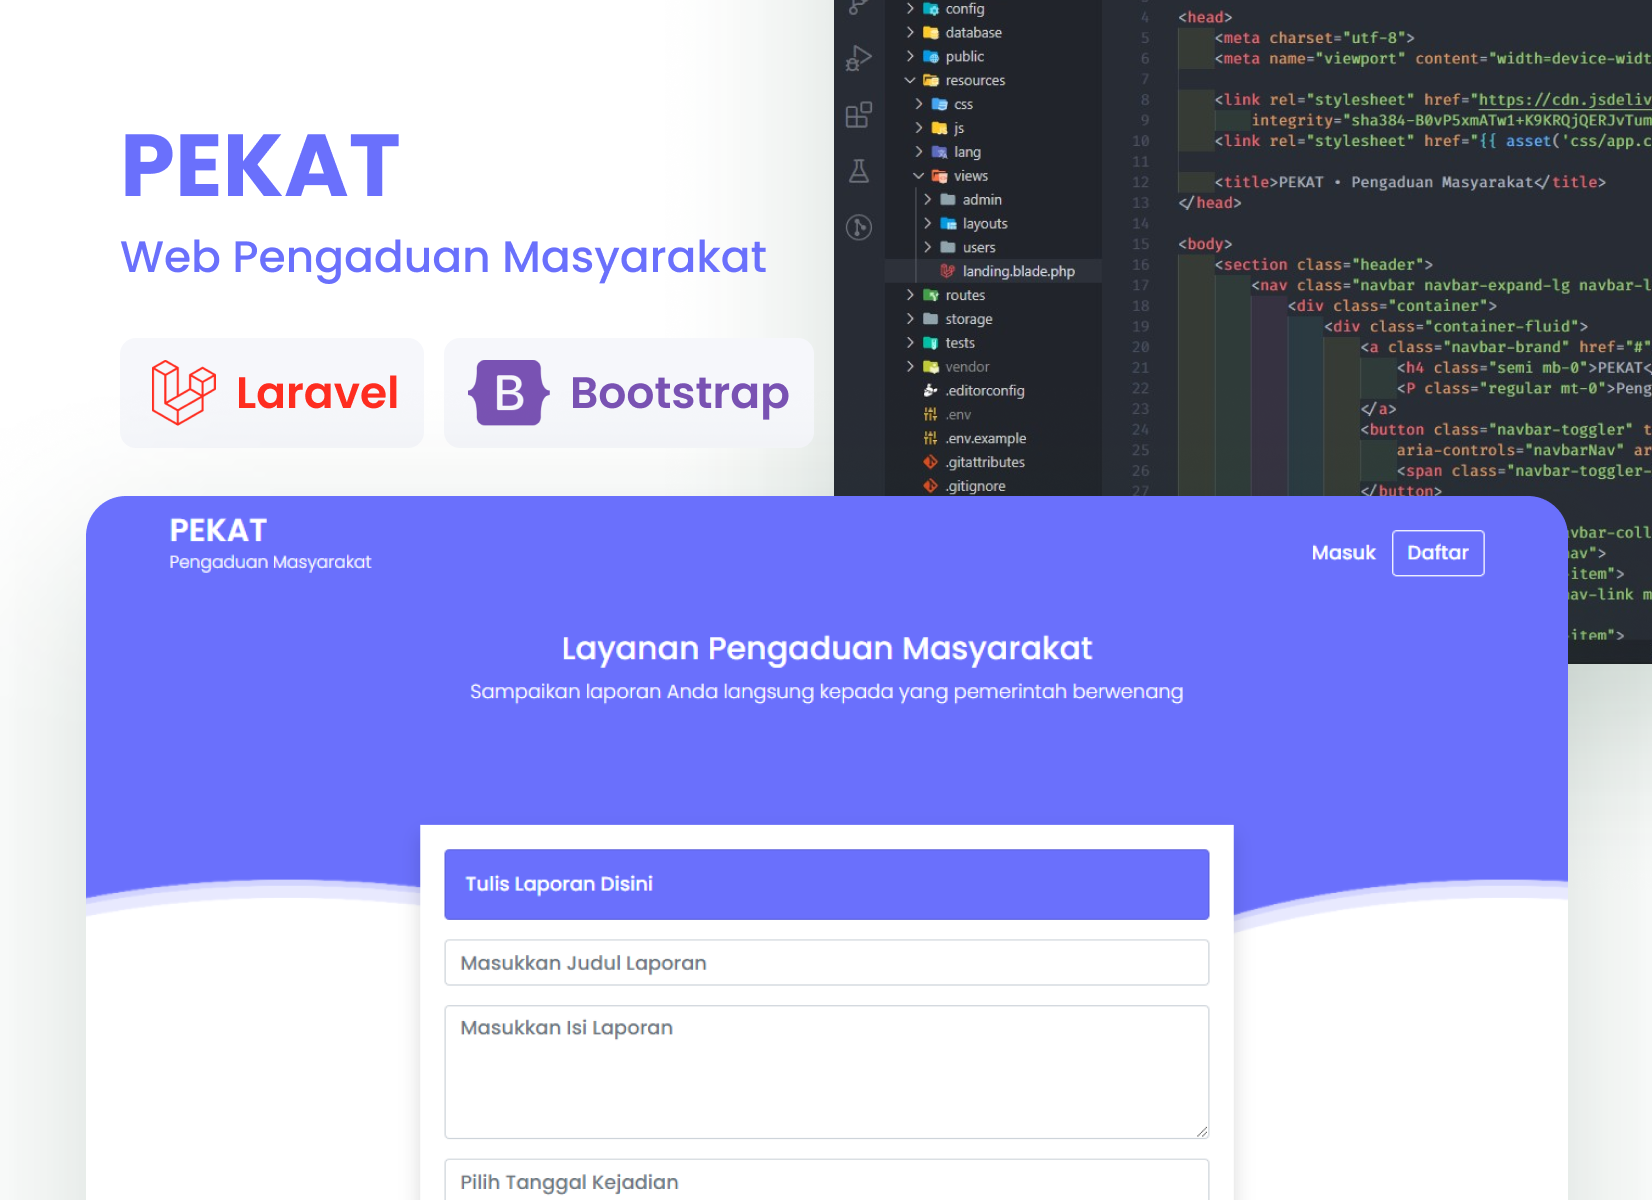 PEKAT
Web Pengaduan Masyarakat
Laravel
B Bootstrap
config
database
public
resources
css
js
lang
views
admin
layouts
users
landing.blade.php
routes
storage
tests
vendor
.editorconfig
.env
.env.example
.gitattributes
.gitignore
4 <head>
5 <meta charset="utf-8">
6 <meta name="viewport" content="width=device-widt
7
8 <link rel="stylesheet" href="https://cdn.jsdeliv
9 integrity="sha384-B0vP5xmATw1+K9KRQjQERJvTum
10 <link rel="stylesheet" href="{{ asset('css/app.c
11
12 <title>PEKAT • Pengaduan Masyarakat</title>
13 </head>
14
15 <body>
16 <section class="header">
17 <nav class="navbar navbar-expand-lg navbar-l
18 <div class="container">
19 <div class="container-fluid">
20 <a class="navbar-brand" href="#"
21 <h4 class="semi mb-0">PEKAT<
22 <P class="regular mt-0">Peng
23 </a>
24 <button class="navbar-toggler" t
25 aria-controls="navbarNav" ar
26 <span class="navbar-toggler-
27 </button>
vbar-coll
av">
item">
av-link m
item">
PEKAT
Pengaduan Masyarakat
Masuk
Daftar
Layanan Pengaduan Masyarakat
Sampaikan laporan Anda langsung kepada yang pemerintah berwenang
Tulis Laporan Disini
Masukkan Judul Laporan
Masukkan Isi Laporan
Pilih Tanggal Kejadian